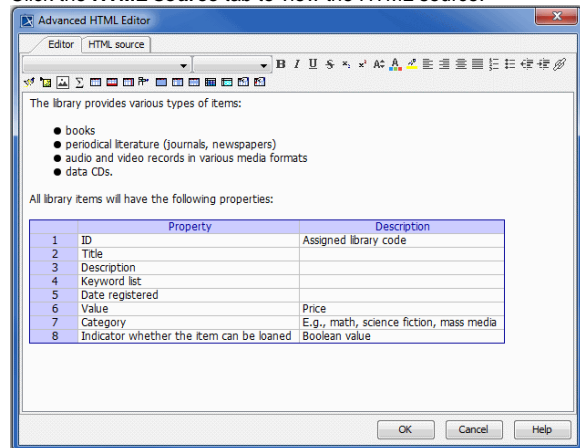 Click the HTML Source tab to view the HTML source.
Advanced HTML Editor
Editor HTML source
The library provides various types of items:
● books
● periodical literature (journals, newspapers)
● audio and video records in various media formats
● data CDs.
All library items will have the following properties:
Property Description
1 ID Assigned library code
2 Title
3 Description
4 Keyword list
5 Date registered
6 Value Price
7 Category E.g., math, science fiction, mass media
8 Indicator whether the item can be loaned Boolean value
OK Cancel Help